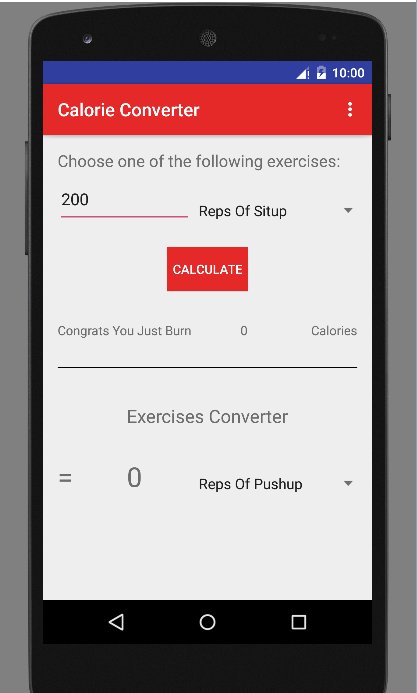 10:00
Calorie Converter
Choose one of the following exercises:
200
Reps Of Situp
CALCULATE
Congrats You Just Burn 0 Calories
Exercises Converter
= 0 Reps Of Pushup